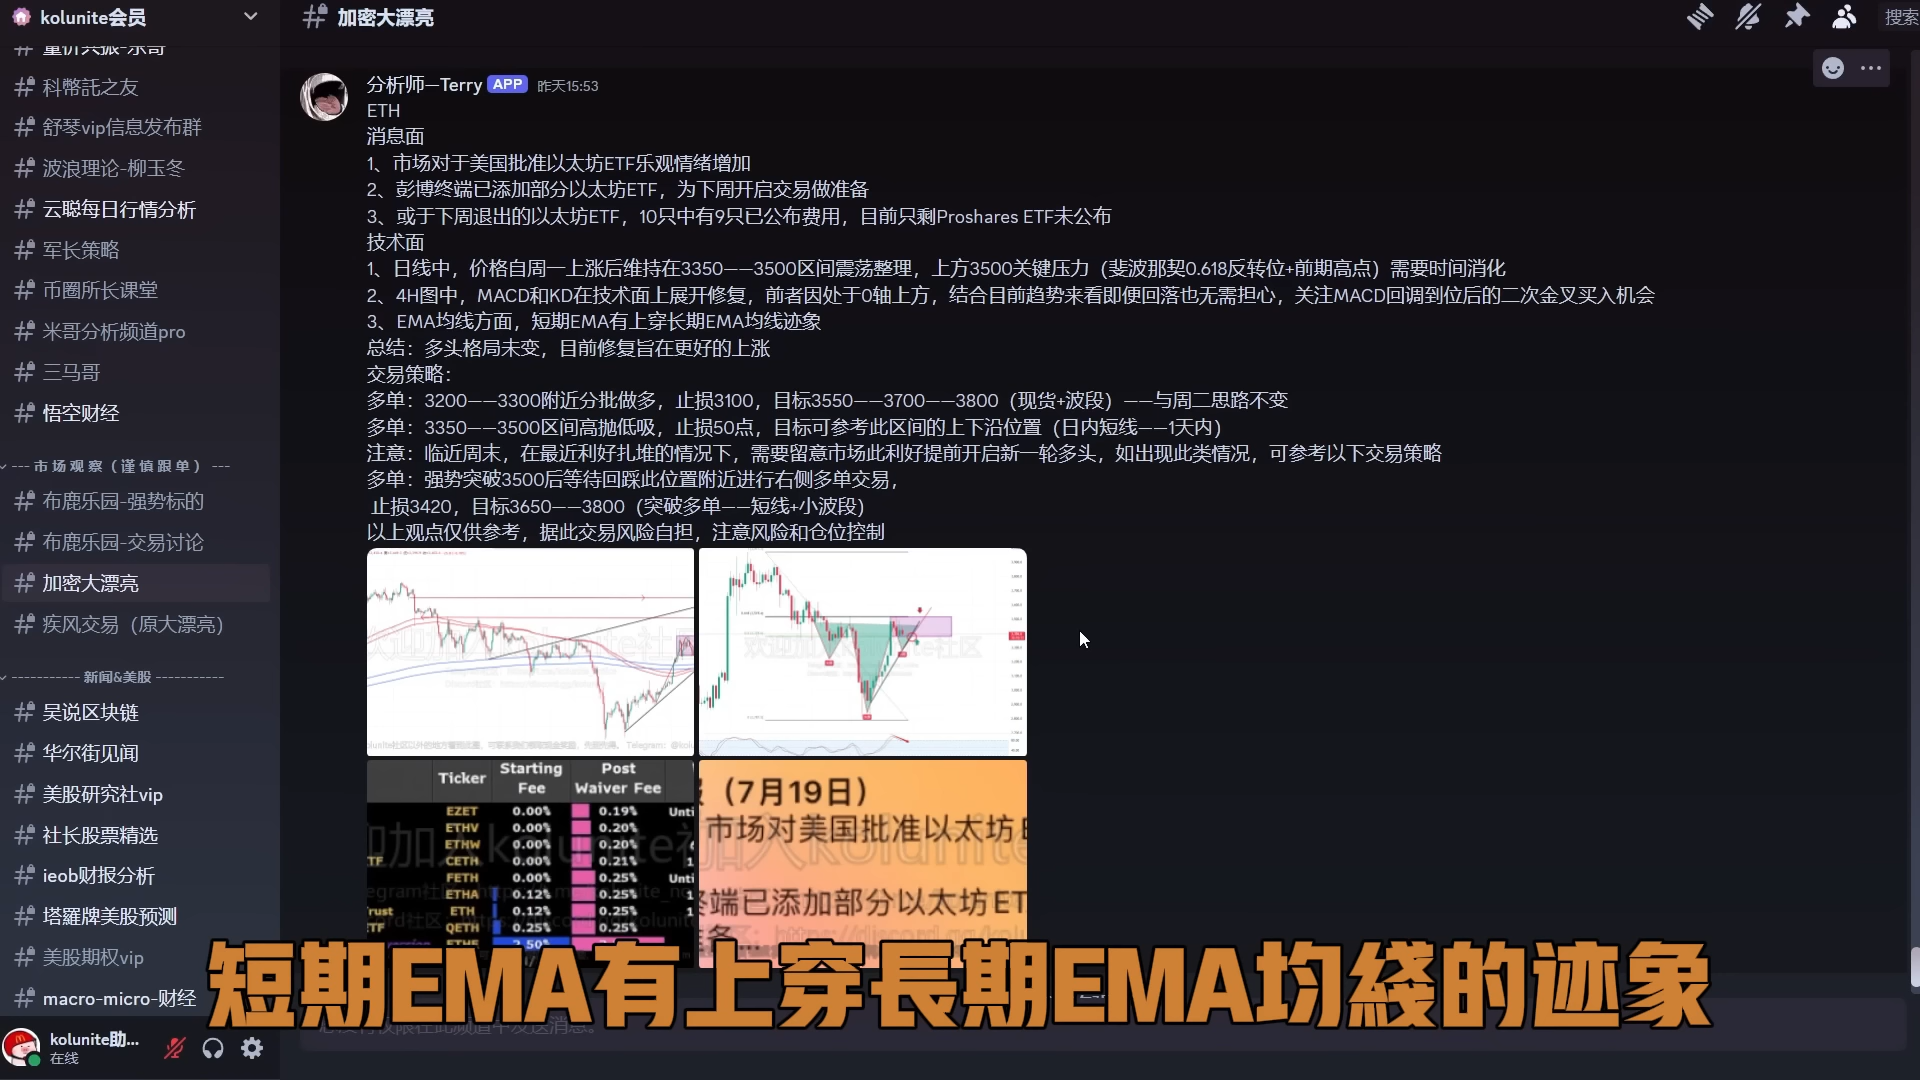 kolunite会员
量价共振-东哥
科幣託之友
舒琴vip信息发布群
波浪理论-柳玉冬
云聪每日行情分析
军长策略
币圈所长课堂
米哥分析频道pro
三马哥
悟空财经
--- 市场观察（谨慎跟单） ---
布鹿乐园-强势标的
布鹿乐园-交易讨论
加密大漂亮
疾风交易（原大漂亮）
----------- 新闻&美股 -----------
吴说区块链
华尔街见闻
美股研究社vip
社长股票精选
ieob财报分析
塔羅牌美股预测
美股期权vip
macro-micro-财经
kolunite助...
在线
加密大漂亮
搜索
分析师—Terry APP 昨天15:53
ETH
消息面
1、市场对于美国批准以太坊ETF乐观情绪增加
2、彭博终端已添加部分以太坊ETF，为下周开启交易做准备
3、或于下周退出的以太坊ETF，10只中有9只已公布费用，目前只剩Proshares ETF未公布
技术面
1、日线中，价格自周一上涨后维持在3350——3500区间震荡整理，上方3500关键压力（斐波那契0.618反转位+前期高点）需要时间消化
2、4H图中，MACD和KD在技术面上展开修复，前者因处于0轴上方，结合目前趋势来看即便回落也无需担心，关注MACD回调到位后的二次金叉买入机会
3、EMA均线方面，短期EMA有上穿长期EMA均线迹象
总结：多头格局未变，目前修复旨在更好的上涨
交易策略：
多单：3200——3300附近分批做多，止损3100，目标3550——3700——3800（现货+波段）——与周二思路不变
多单：3350——3500区间高抛低吸，止损50点，目标可参考此区间的上下沿位置（日内短线——1天内）
注意：临近周末，在最近利好扎堆的情况下，需要留意市场此利好提前开启新一轮多头，如出现此类情况，可参考以下交易策略
多单：强势突破3500后等待回踩此位置附近进行右侧多单交易，
止损3420，目标3650——3800（突破多单——短线+小波段）
以上观点仅供参考，据此交易风险自担，注意风险和仓位控制
Ticker Starting Fee Post Waiver Fee
EZET 0.00% 0.19% Unti
ETHV 0.00% 0.20%
ETHW 0.00% 0.20%
CETH 0.00% 0.21%
FETH 0.00% 0.25% Unti
ETHA 0.12% 0.25%
ETH 0.12% 0.25%
QETH 0.25% 0.25%
ETHE 2.50%
（7月19日）
市场对美国批准以太坊E
终端已添加部分以太坊ET
短期EMA有上穿長期EMA均綫的迹象